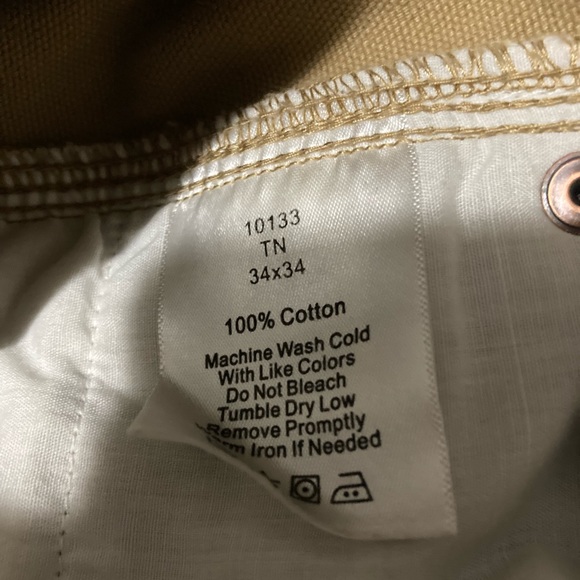 10133
TN
34x34
100% Cotton
Machine Wash Cold
With Like Colors
Do Not Bleach
Tumble Dry Low
Remove Promptly
If Needed
Iron